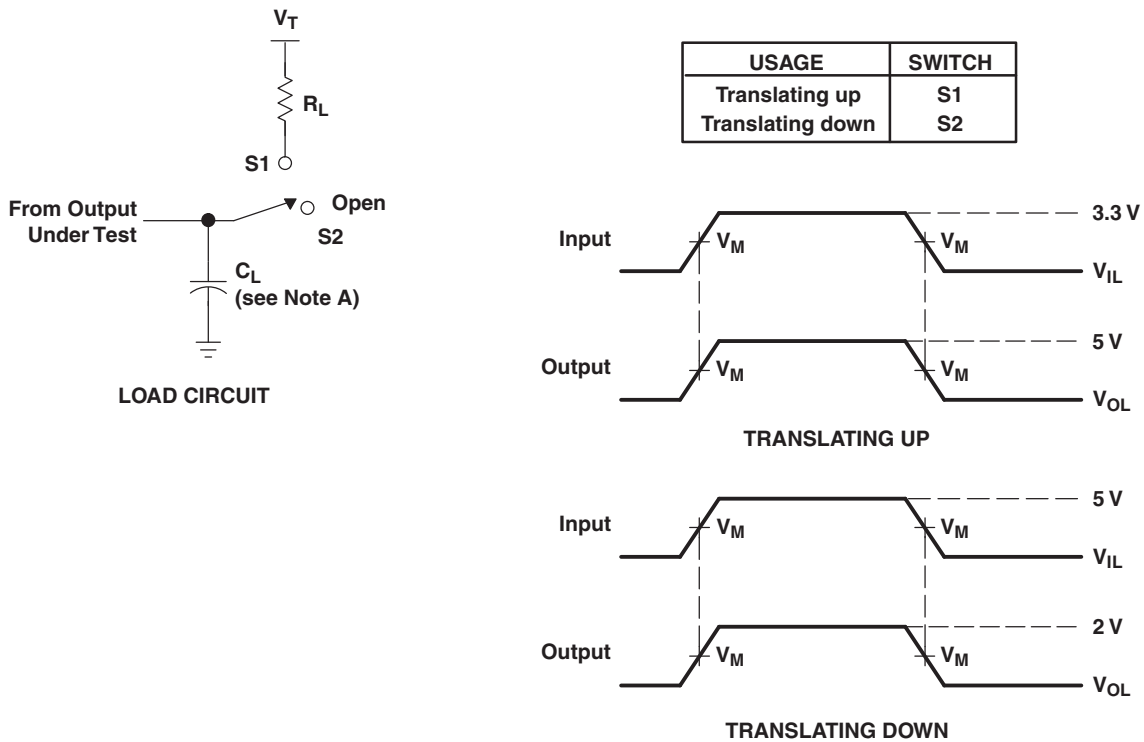 V_T
R_L
S1
From Output
Under Test
Open
S2
C_L
(see Note A)
LOAD CIRCUIT
USAGE SWITCH
Translating up S1
Translating down S2
Input V_M V_M 3.3 V
V_IL
Output V_M V_M 5 V
V_OL
TRANSLATING UP
Input V_M V_M 5 V
V_IL
Output V_M V_M 2 V
V_OL
TRANSLATING DOWN